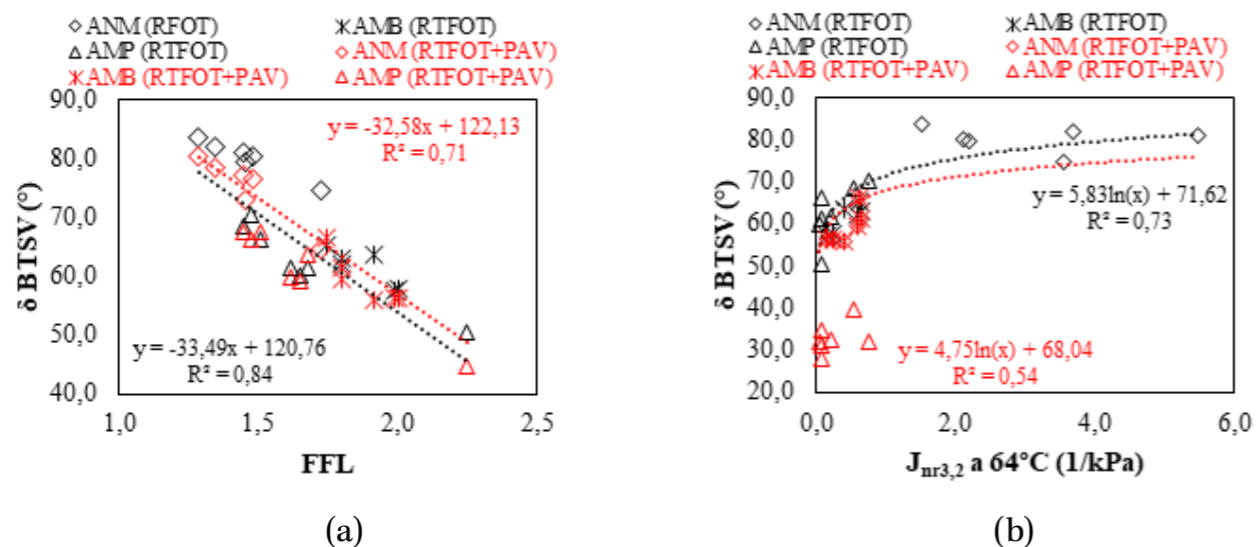 ◇ ANM (RFOT) ж AMB (RTFOT)
△ AMP (RTFOT) ◇ ANM (RTFOT+PAV)
ж AMB (RTFOT+PAV) △ AMP (RTFOT+PAV)
90,0
80,0
70,0
60,0
50,0
40,0
δ BTSV (°)
y = -32,58x + 122,13
R² = 0,71
y = -33,49x + 120,76
R² = 0,84
1,0 1,5 2,0 2,5
FFL
(a)
◇ ANM (RTFOT) ж AMB (RTFOT)
△ AMP (RTFOT) ◇ ANM (RTFOT+PAV)
ж AMB (RTFOT+PAV) △ AMP (RTFOT+PAV)
90,0
80,0
70,0
60,0
50,0
40,0
30,0
20,0
δ BTSV (°)
y = 5,83ln(x) + 71,62
R² = 0,73
y = 4,75ln(x) + 68,04
R² = 0,54
0,0 2,0 4,0 6,0
Jnr3,2 a 64°C (1/kPa)
(b)